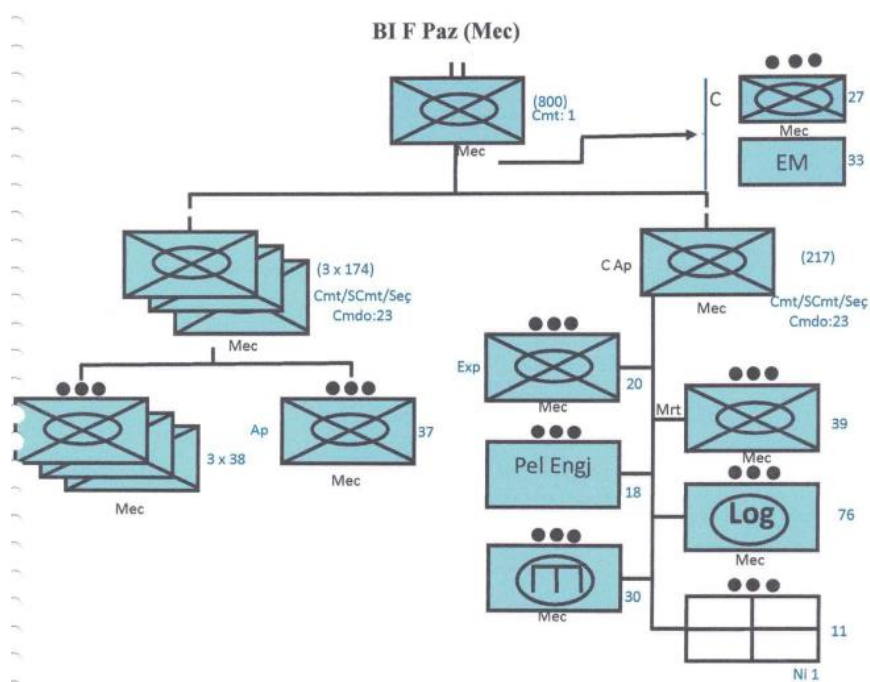 BI F Paz (Mec)
(800)
Cmt: 1
Mec
C
27
Mec
EM
33
(3 x 174)
Cmt/SCmt/Seç
Cmdo:23
Mec
C Ap
(217)
Cmt/SCmt/Seç
Cmdo:23
Mec
3 x 38
Mec
Ap
37
Mec
Exp
20
Mec
Mrt
39
Mec
Pel Engj
18
Log
76
Mec
30
Mec
11
Ni 1